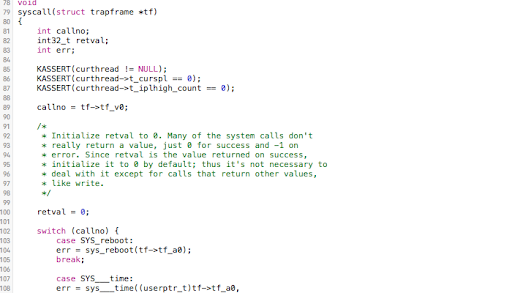 78 void
79 syscall(struct trapframe *tf)
80 {
81 int callno;
82 int32_t retval;
83 int err;
84
85 KASSERT(curthread != NULL);
86 KASSERT(curthread->t_curspl == 0);
87 KASSERT(curthread->t_iplhigh_count == 0);
88
89 callno = tf->tf_v0;
90
91 /*
92 * Initialize retval to 0. Many of the system calls don't
93 * really return a value, just 0 for success and -1 on
94 * error. Since retval is the value returned on success,
95 * initialize it to 0 by default; thus it's not necessary to
96 * deal with it except for calls that return other values,
97 * like write.
98 */
99
100 retval = 0;
101
102 switch (callno) {
103 case SYS_reboot:
104 err = sys_reboot(tf->tf_a0);
105 break;
106
107 case SYS___time:
108 err = sys___time((userptr_t)tf->tf_a0,